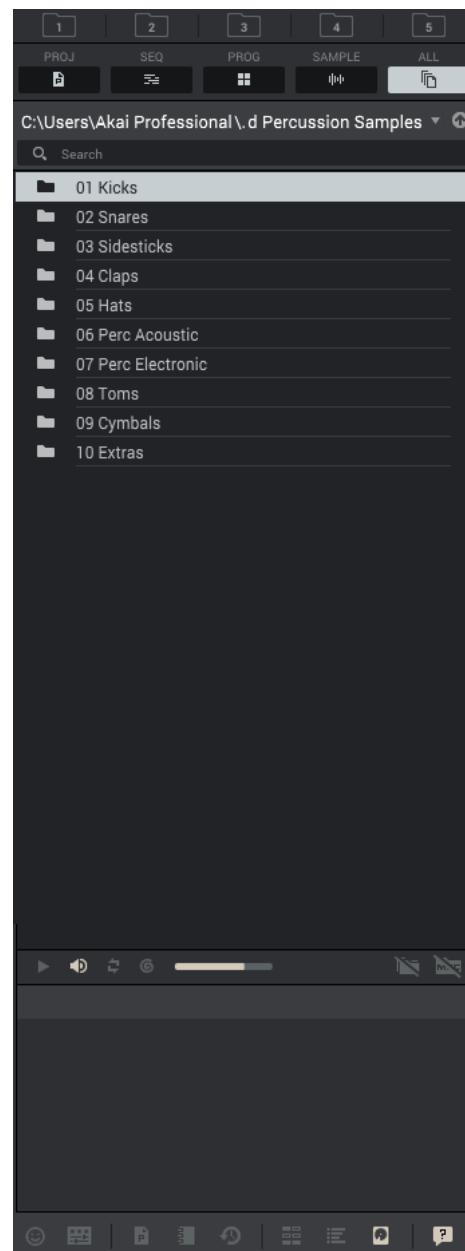 1 2 3 4 5
PROJ SEQ PROG SAMPLE ALL
C:\Users\Akai Professional\.d Percussion Samples
Search
01 Kicks
02 Snares
03 Sidesticks
04 Claps
05 Hats
06 Perc Acoustic
07 Perc Electronic
08 Toms
09 Cymbals
10 Extras